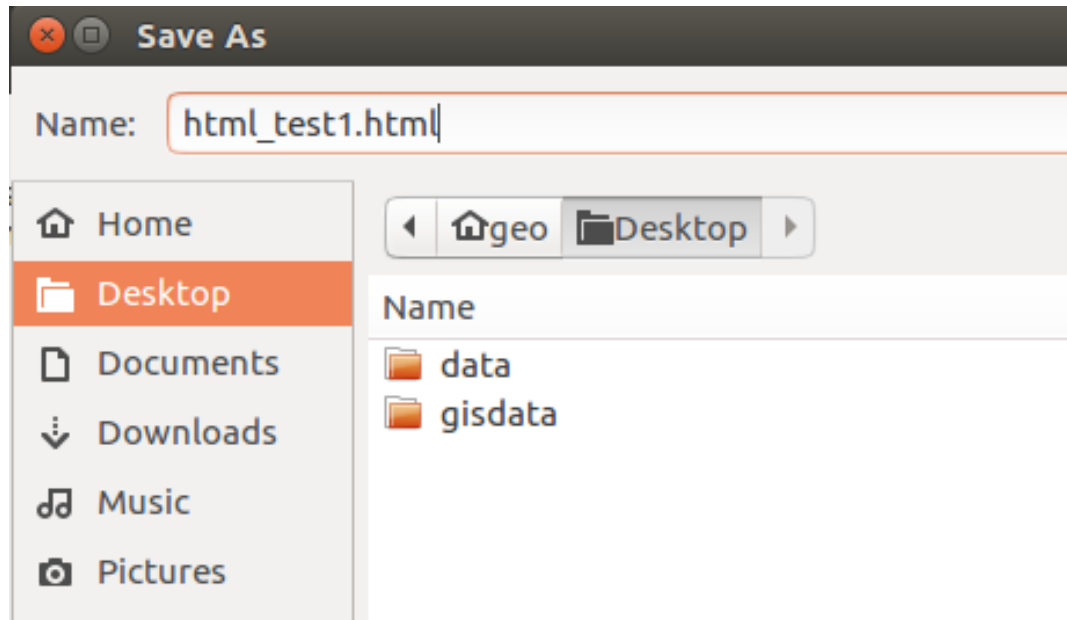 Save As
Name: html_test1.html
Home
Desktop
Documents
Downloads
Music
Pictures
geo Desktop
Name
data
gisdata